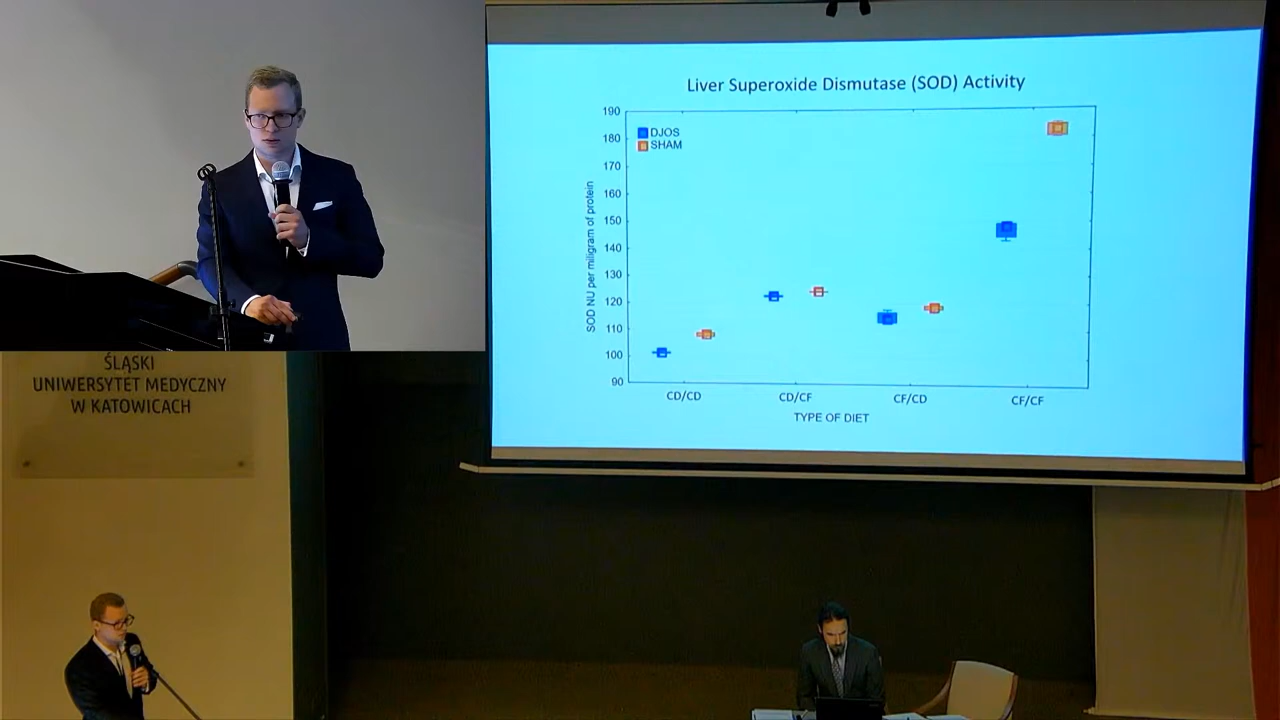 Liver Superoxide Dismutase (SOD) Activity
190
180
170
160
150
140
130
120
110
100
90
SOD NU per miligram of protein
DJOS
SHAM
CD/CD
CD/CF
CF/CD
CF/CF
TYPE OF DIET
ŚLĄSKI
UNIWERSYTET MEDYCZNY
W KATOWICACH